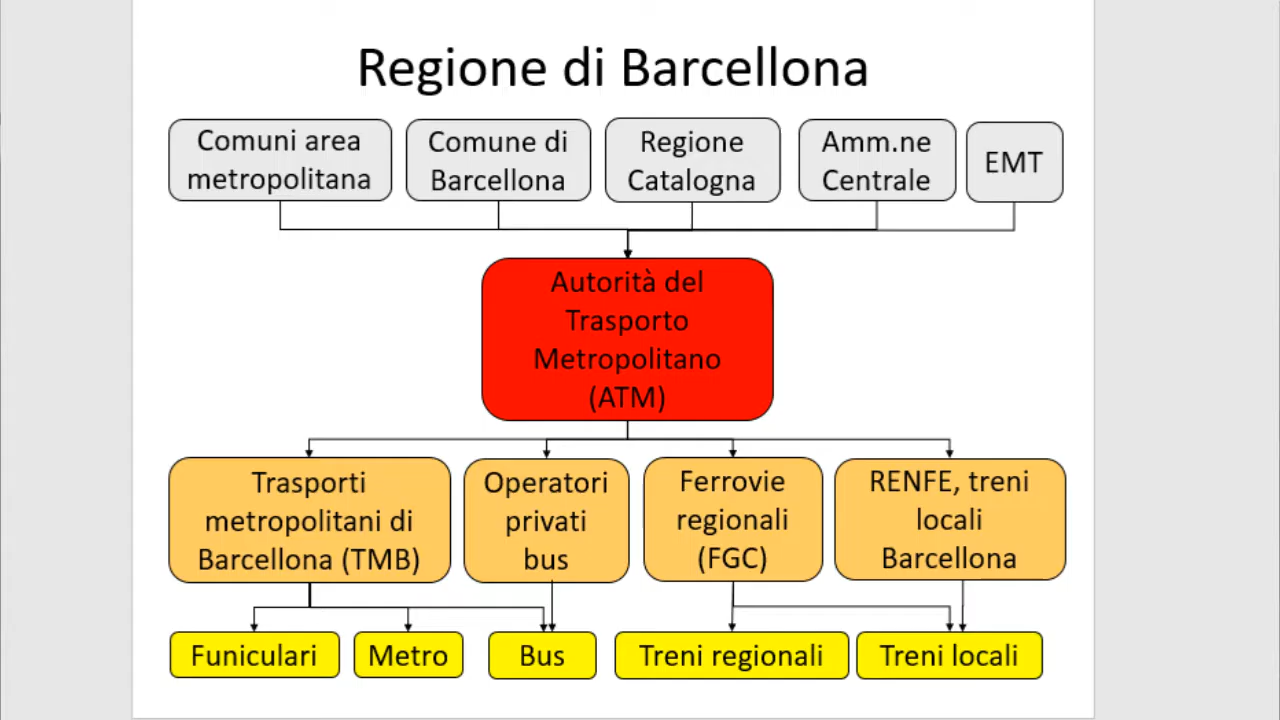 Regione di Barcellona
Comuni area
metropolitana
Comune di
Barcellona
Regione
Catalogna
Amm.ne
Centrale
EMT
Autorità del
Trasporto
Metropolitano
(ATM)
Trasporti
metropolitani di
Barcellona (TMB)
Operatori
privati
bus
Ferrovie
regionali
(FGC)
RENFE, treni
locali
Barcellona
Funiculari
Metro
Bus
Treni regionali
Treni locali